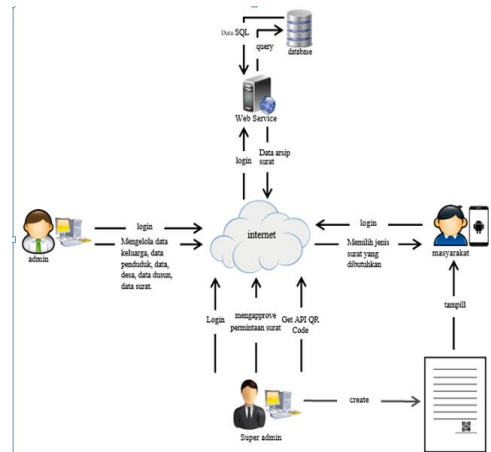 Data SQL
query
database
Web Service
login
Data arsip
surat
internet
login
Mengelola data
keluarga, data
penduduk, data,
desa, data dusun,
data surat.
admin
login
Memilih jenis
surat yang
dibutuhkan
masyarakat
Login
mengapprove
permintaan surat
Get API QR
Code
tampill
create
Super admin